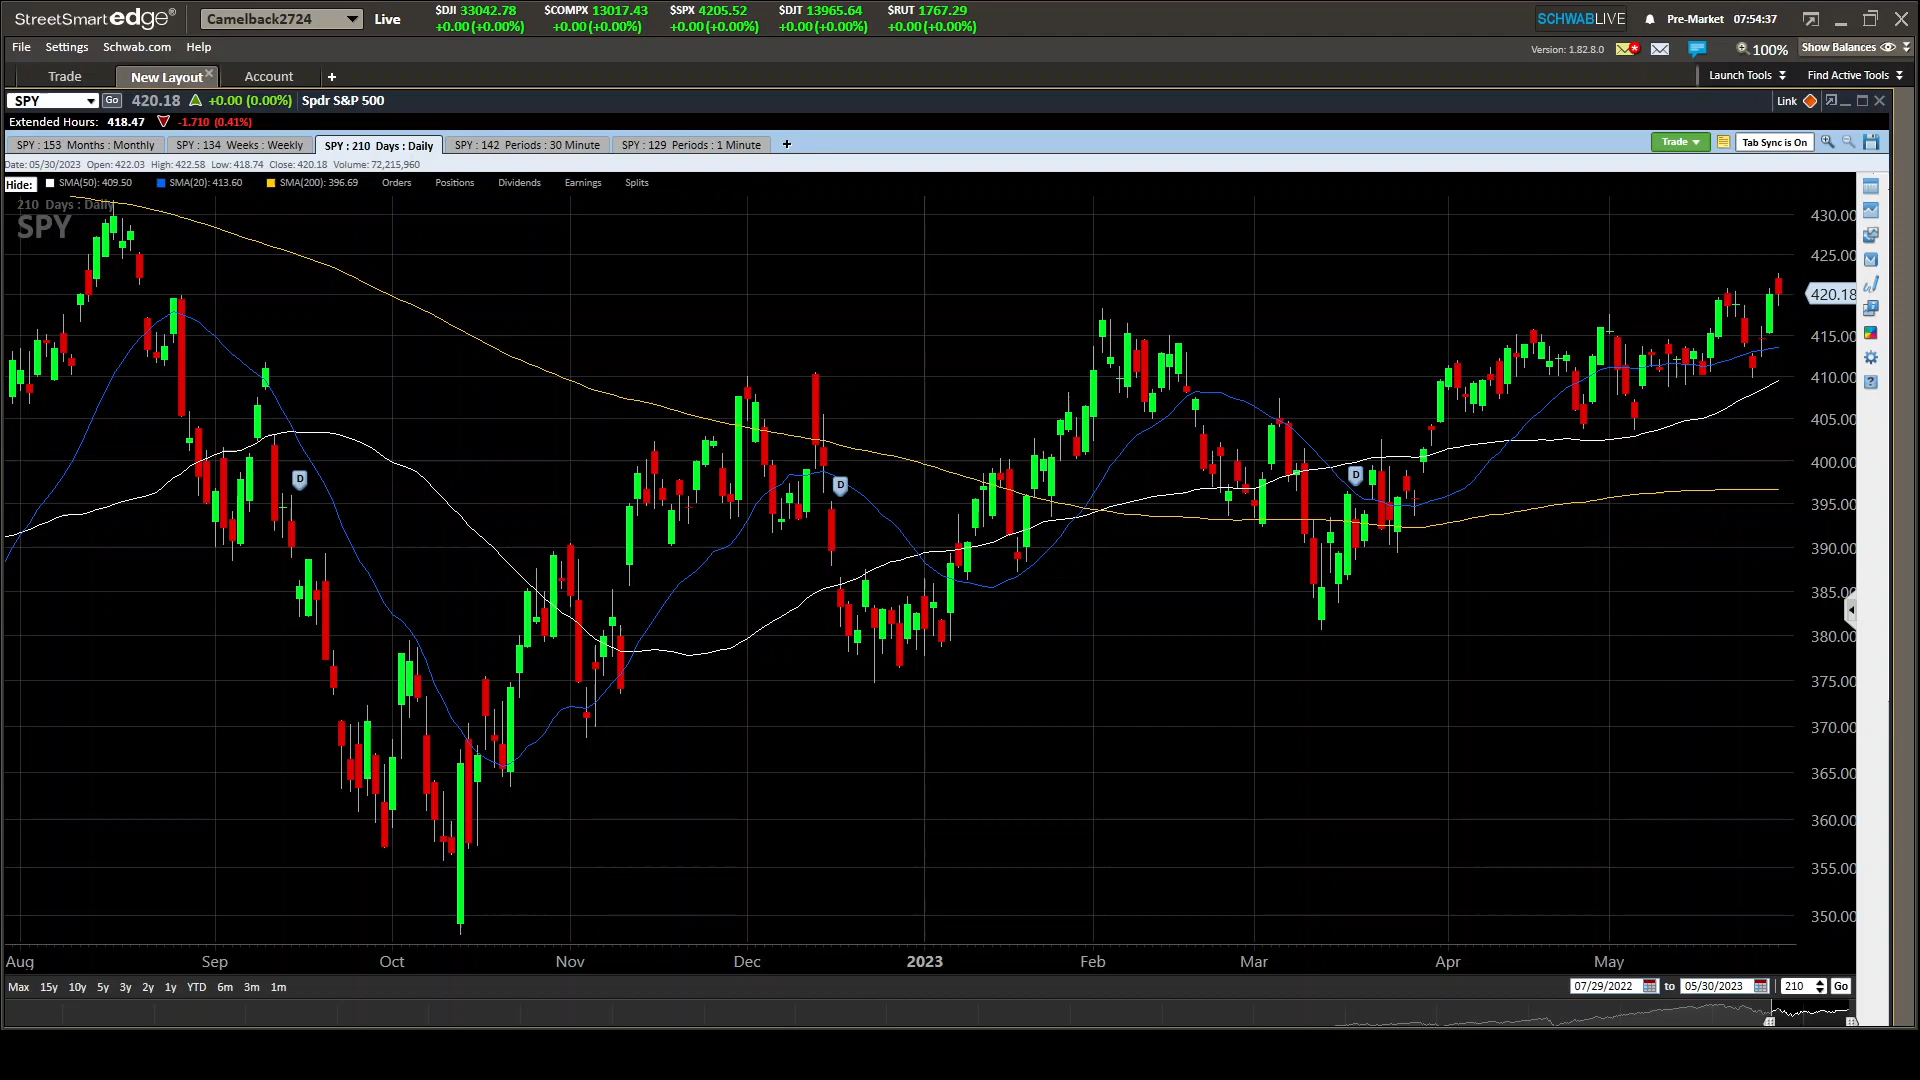 StreetSmart edge® Camelback2724 Live $DJI 33042.78 $COMPX 13017.43 $SPX 4205.52 $DJT 13965.64 $RUT 1767.29 SCHWABLIVE Pre-Market 07:54:37
+0.00 (+0.00%) +0.00 (+0.00%) +0.00 (+0.00%) +0.00 (+0.00%) +0.00 (+0.00%)
File Settings Schwab.com Help Version: 1.82.8.0 100% Show Balances
Trade New Layout Account + Launch Tools Find Active Tools
SPY Go 420.18 +0.00 (0.00%) Spdr S&P 500 Link
Extended Hours: 418.47 -1.710 (0.41%)
SPY : 153 Months : Monthly SPY : 134 Weeks : Weekly SPY : 210 Days : Daily SPY : 142 Periods : 30 Minute SPY : 129 Periods : 1 Minute + Trade Tab Sync is On
Date: 05/30/2023 Open: 422.03 High: 422.58 Low: 418.74 Close: 420.18 Volume: 72,215,960
Hide: SMA(50): 409.50 SMA(20): 413.60 SMA(200): 396.69 Orders Positions Dividends Earnings Splits
210 Days : Daily
SPY
430.00
425.00
420.18
415.00
410.00
405.00
400.00
395.00
390.00
385.00
380.00
375.00
370.00
365.00
360.00
355.00
350.00
D
D
D
Aug Sep Oct Nov Dec 2023 Feb Mar Apr May
Max 15y 10y 5y 3y 2y 1y YTD 6m 3m 1m 07/29/2022 to 05/30/2023 210 Go